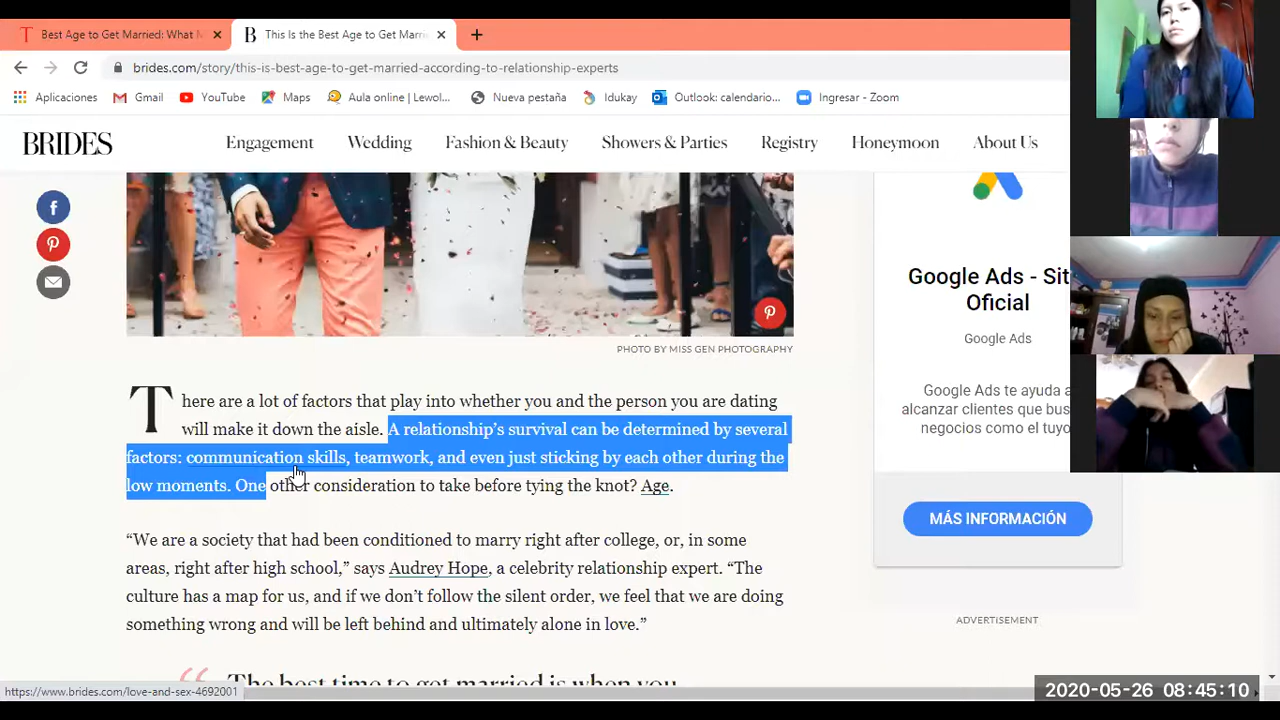 Best Age to Get Married: What M
This Is the Best Age to Get Marri
brides.com/story/this-is-best-age-to-get-married-according-to-relationship-experts
Aplicaciones
Gmail
YouTube
Maps
Aula online | Lewol...
Nueva pestaña
Idukay
Outlook: calendario...
Ingresar - Zoom
BRIDES
Engagement
Wedding
Fashion & Beauty
Showers & Parties
Registry
Honeymoon
About Us
PHOTO BY MISS GEN PHOTOGRAPHY
There are a lot of factors that play into whether you and the person you are dating
will make it down the aisle. A relationship’s survival can be determined by several
factors: communication skills, teamwork, and even just sticking by each other during the
low moments. One other consideration to take before tying the knot? Age.
“We are a society that had been conditioned to marry right after college, or, in some
areas, right after high school,” says Audrey Hope, a celebrity relationship expert. “The
culture has a map for us, and if we don’t follow the silent order, we feel that we are doing
something wrong and will be left behind and ultimately alone in love.”
“The best time to get married is when you
Google Ads - Sit
Oficial
Google Ads
Google Ads te ayuda a
alcanzar clientes que bus
negocios como el tuyo
MÁS INFORMACIÓN
ADVERTISEMENT
https://www.brides.com/love-and-sex-4692001
2020-05-26 08:45:10